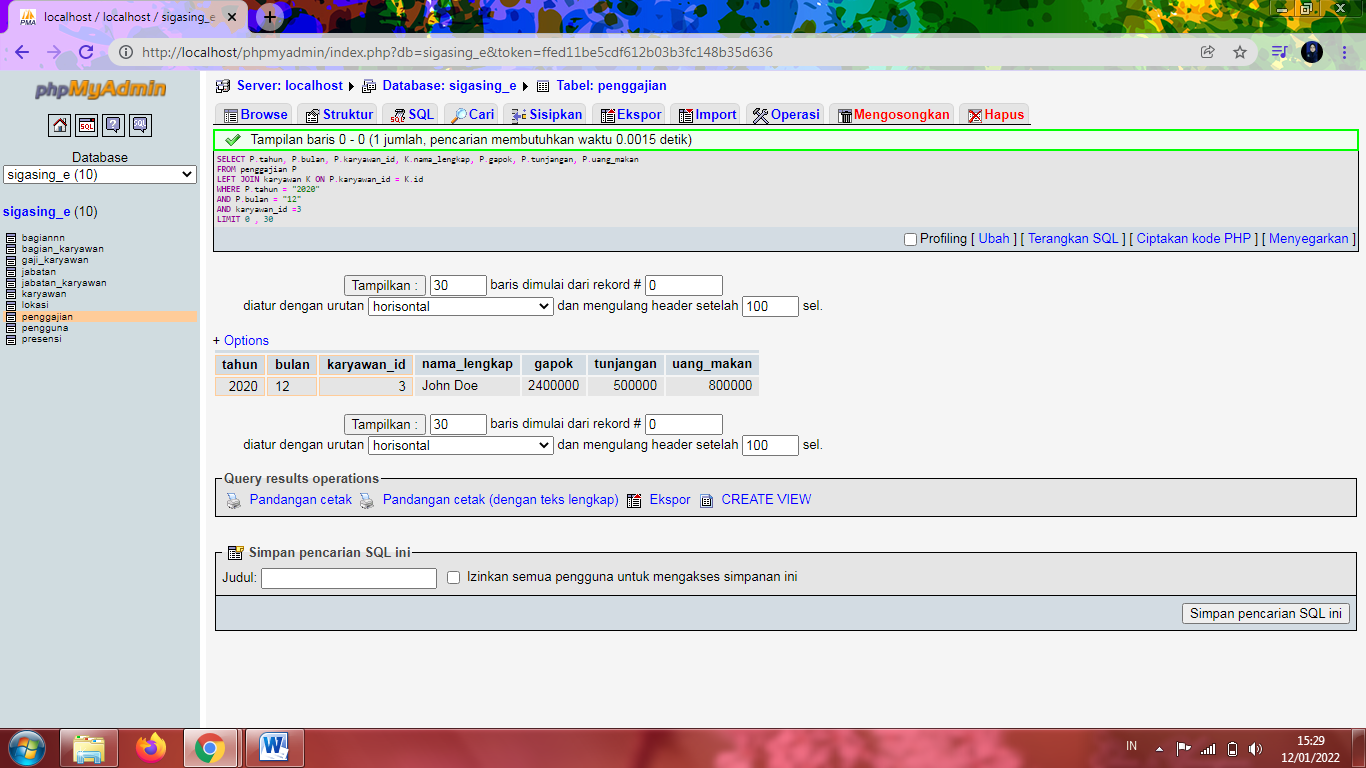 localhost / localhost / sigasing_e
http://localhost/phpmyadmin/index.php?db=sigasing_e&token=ffed11be5cdf612b03b3fc148b35d636
phpMyAdmin
Database
sigasing_e (10)
sigasing_e (10)
bagiannn
bagian_karyawan
gaji_karyawan
jabatan
jabatan_karyawan
karyawan
lokasi
penggajian
pengguna
presensi
Server: localhost Database: sigasing_e Tabel: penggajian
Browse Struktur SQL Cari Sisipkan Ekspor Import Operasi Mengosongkan Hapus
Tampilan baris 0 - 0 (1 jumlah, pencarian membutuhkan waktu 0.0015 detik)
SELECT P.tahun, P.bulan, P.karyawan_id, K.nama_lengkap, P.gapok, P.tunjangan, P.uang_makan
FROM penggajian P
LEFT JOIN karyawan K ON P.karyawan_id = K.id
WHERE P.tahun = "2020"
AND P.bulan = "12"
AND karyawan_id =3
LIMIT 0 , 30
Profiling [ Ubah ] [ Terangkan SQL ] [ Ciptakan kode PHP ] [ Menyegarkan ]
Tampilkan : 30 baris dimulai dari rekord # 0
diatur dengan urutan horisontal dan mengulang header setelah 100 sel.
+ Options
tahun bulan karyawan_id nama_lengkap gapok tunjangan uang_makan
2020 12 3 John Doe 2400000 500000 800000
Tampilkan : 30 baris dimulai dari rekord # 0
diatur dengan urutan horisontal dan mengulang header setelah 100 sel.
Query results operations
Pandangan cetak Pandangan cetak (dengan teks lengkap) Ekspor CREATE VIEW
Simpan pencarian SQL ini
Judul: Izinkan semua pengguna untuk mengakses simpanan ini
Simpan pencarian SQL ini
IN
15:29
12/01/2022